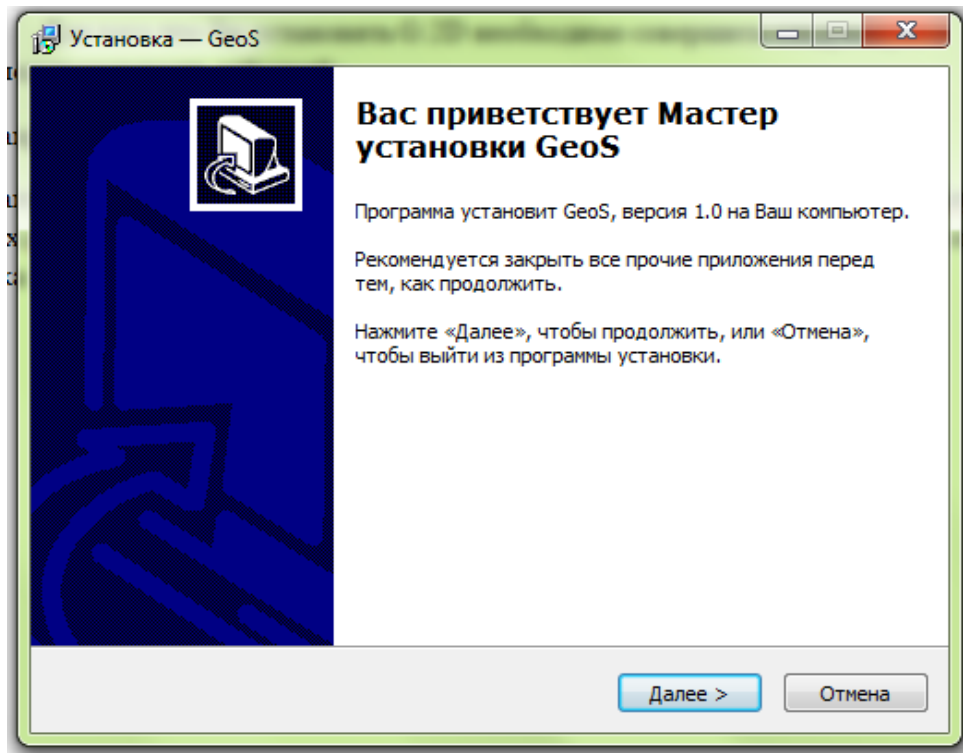 Установка — GeoS
Вас приветствует Мастер
установки GeoS
Программа установит GeoS, версия 1.0 на Ваш компьютер.
Рекомендуется закрыть все прочие приложения перед
тем, как продолжить.
Нажмите «Далее», чтобы продолжить, или «Отмена»,
чтобы выйти из программы установки.
Далее >
Отмена